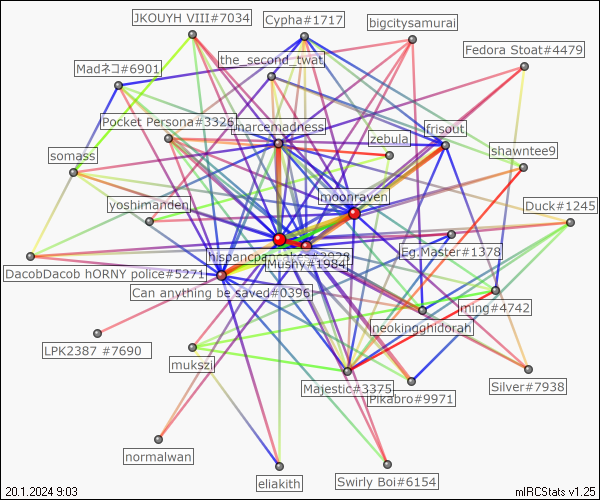 JKOUYH VIII#7034
Cypha#1717
bigcitysamurai
Fedora Stoat#4479
the_second_twat
Madネコ#6901
Pocket Persona#3326
marcemadness
frisout
zebula
shawntee9
somass
moonraven
yoshimanden
Duck#1245
Eg.Master#1378
Mushy#1984
DacobDacob hORNY police#5271
Can anything be saved#0396
ming#4742
neokingghidorah
LPK2387 #7690
mukszi
Majestic#3375
Silver#7938
Pikabro#9971
normalwan
eliakith
Swirly Boi#6154
20.1.2024 9:03
mIRCStats v1.25